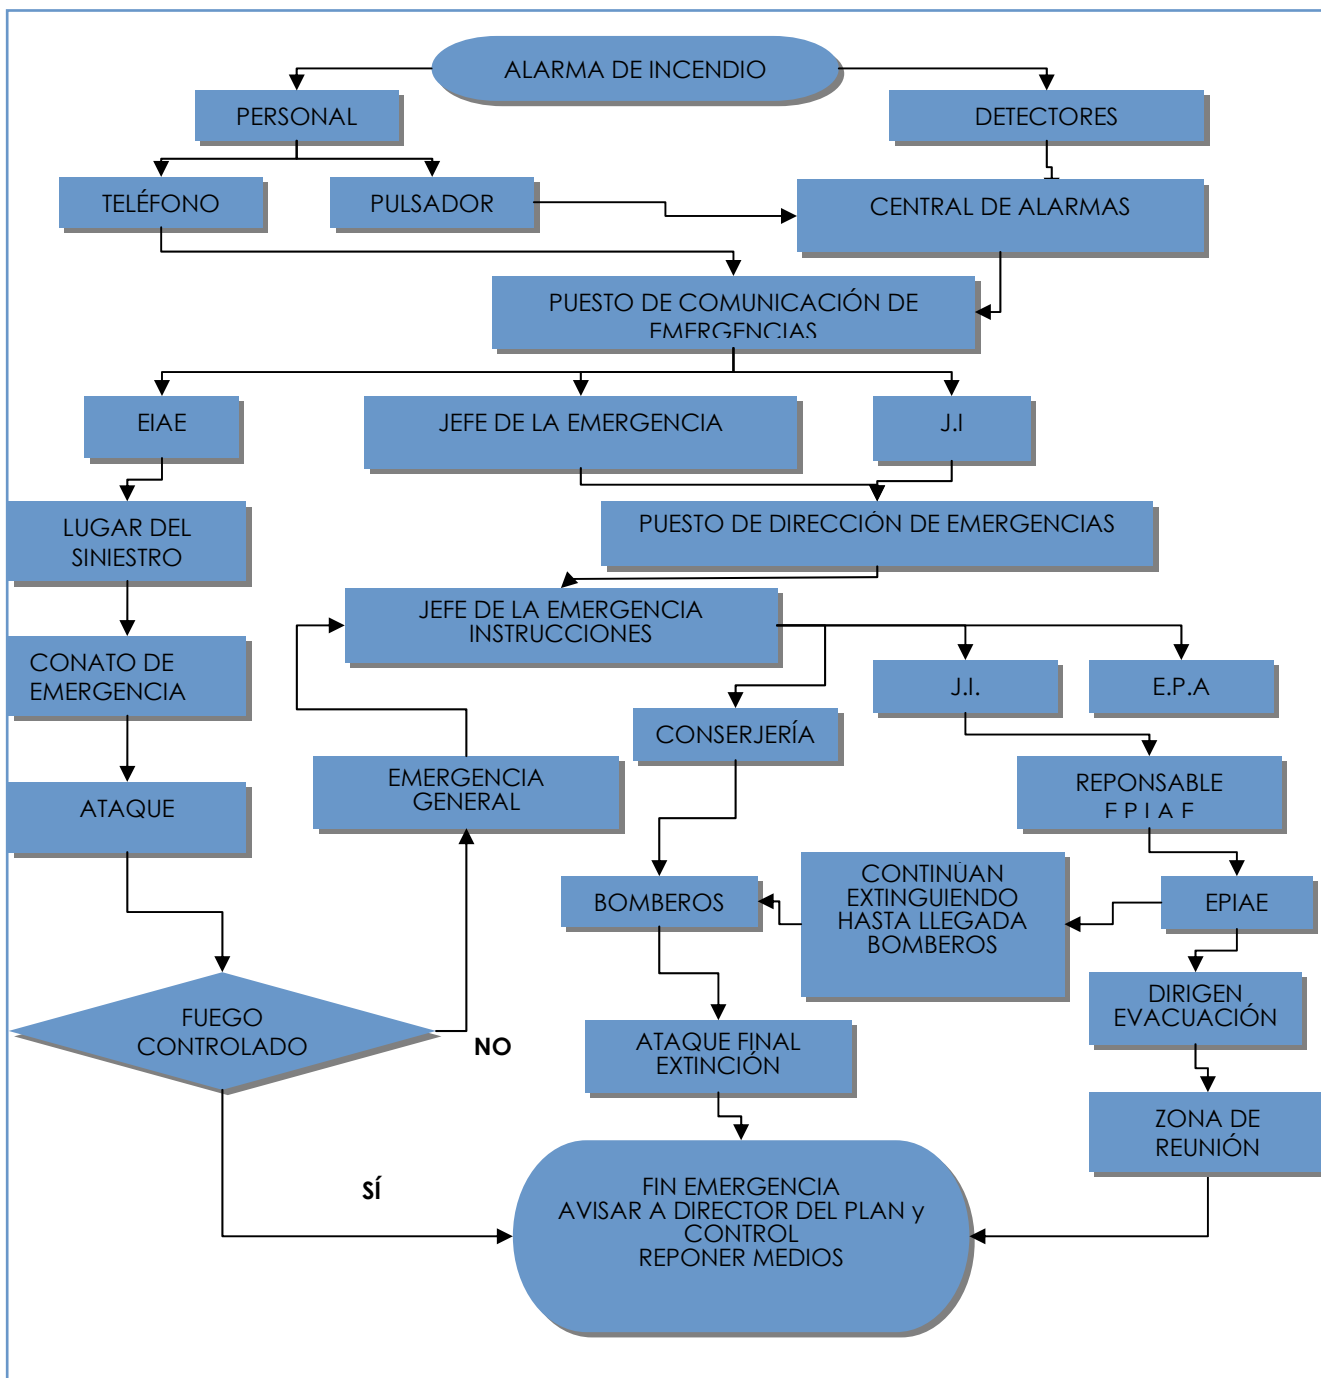 ALARMA DE INCENDIO
PERSONAL
DETECTORES
TELÉFONO
PULSADOR
CENTRAL DE ALARMAS
PUESTO DE COMUNICACIÓN DE
EMERGENCIAS
EIAE
JEFE DE LA EMERGENCIA
J.I
LUGAR DEL
SINIESTRO
PUESTO DE DIRECCIÓN DE EMERGENCIAS
JEFE DE LA EMERGENCIA
INSTRUCCIONES
CONATO DE
EMERGENCIA
J.I.
E.P.A
CONSERJERÍA
EMERGENCIA
GENERAL
ATAQUE
REPONSABLE
BOMBEROS
CONTINÚAN
EXTINGUIENDO
HASTA LLEGADA
BOMBEROS
EPIAE
DIRIGEN
EVACUACIÓN
FUEGO
CONTROLADO
NO
ATAQUE FINAL
EXTINCIÓN
ZONA DE
REUNIÓN
SÍ
FIN EMERGENCIA
AVISAR A DIRECTOR DEL PLAN y
CONTROL
REPONER MEDIOS